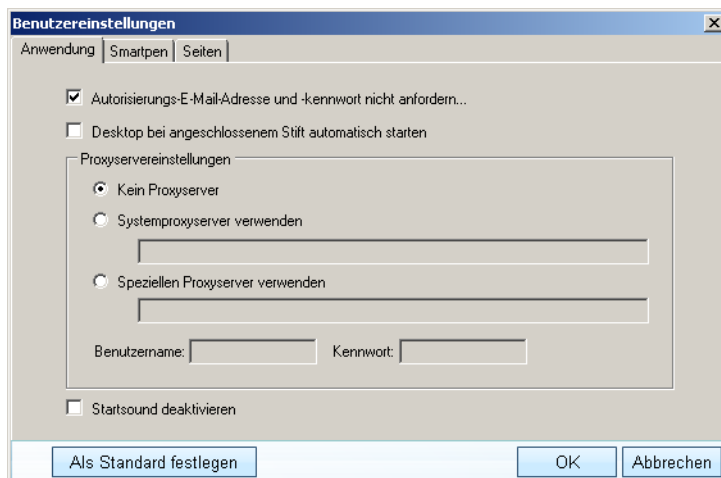 Benutzereinstellungen
Anwendung Smartpen Seiten
Autorisierungs-E-Mail-Adresse und -kennwort nicht anfordern...
Desktop bei angeschlossenem Stift automatisch starten
Proxyservereinstellungen
Kein Proxyserver
Systemproxyserver verwenden
Speziellen Proxyserver verwenden
Benutzername: Kennwort:
Startsound deaktivieren
Als Standard festlegen OK Abbrechen